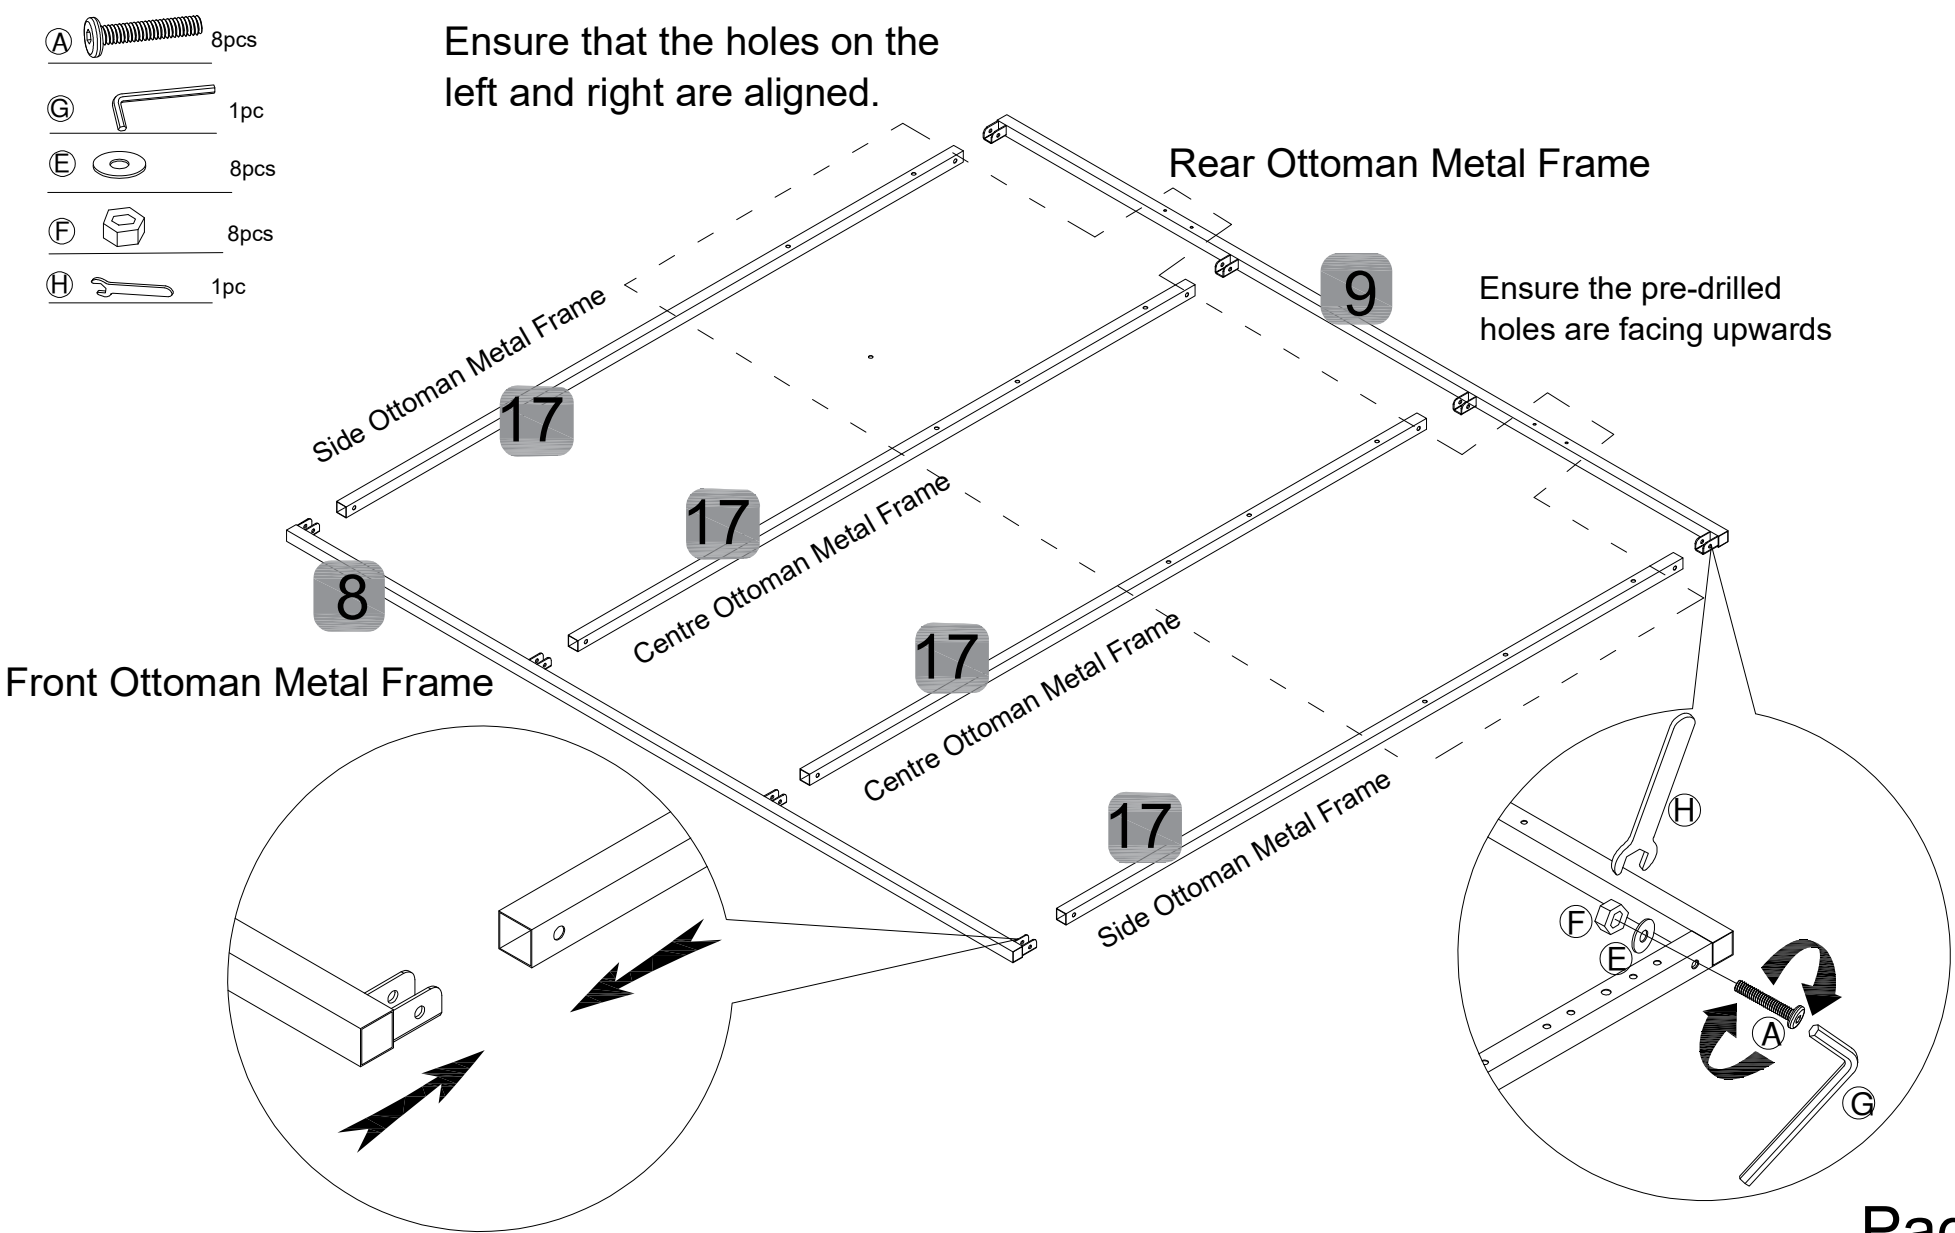 A 8pcs
G 1pc
E 8pcs
F 8pcs
H 1pc
Ensure that the holes on the
left and right are aligned.
Rear Ottoman Metal Frame
9
Ensure the pre-drilled
holes are facing upwards
Side Ottoman Metal Frame
17
17
Centre Ottoman Metal Frame
8
Front Ottoman Metal Frame
17
Centre Ottoman Metal Frame
17
Side Ottoman Metal Frame
H
F
E
A
G